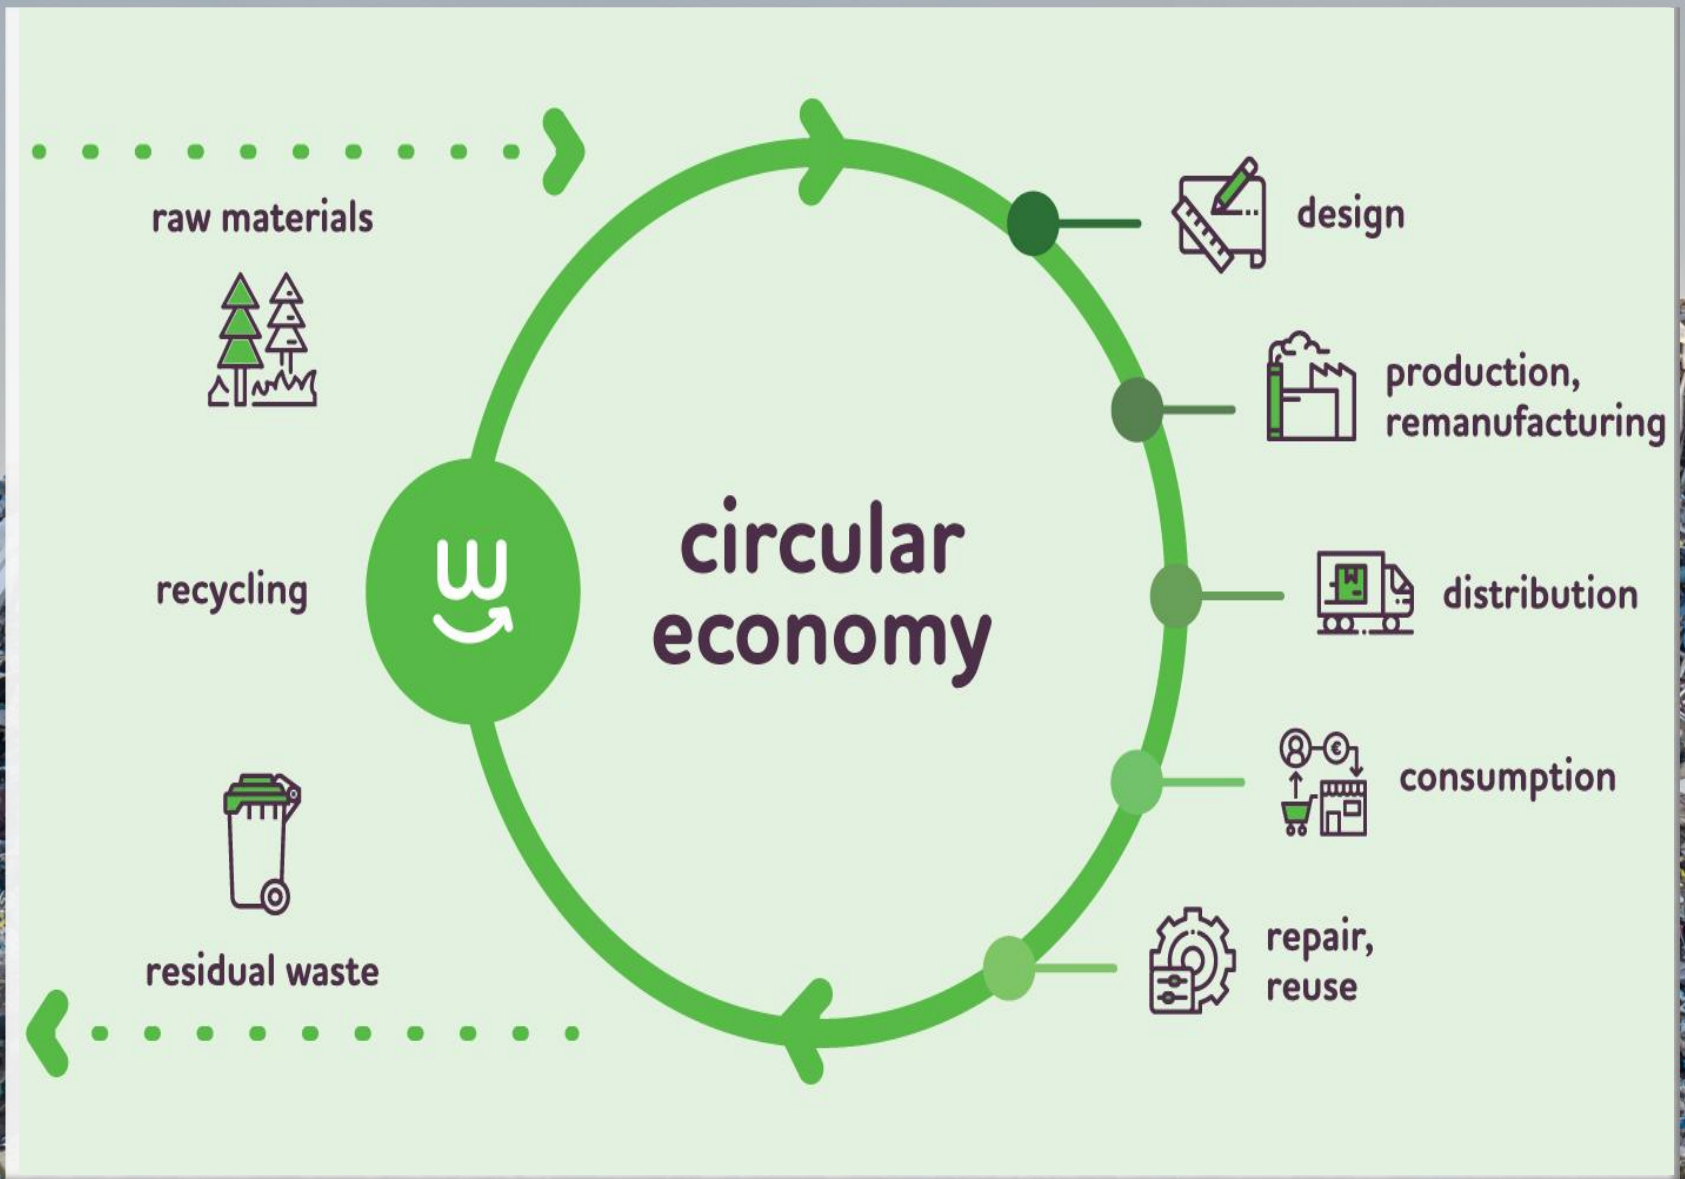 raw materials
design
production,
remanufacturing
circular
economy
recycling
W
distribution
consumption
€
repair,
reuse
residual waste